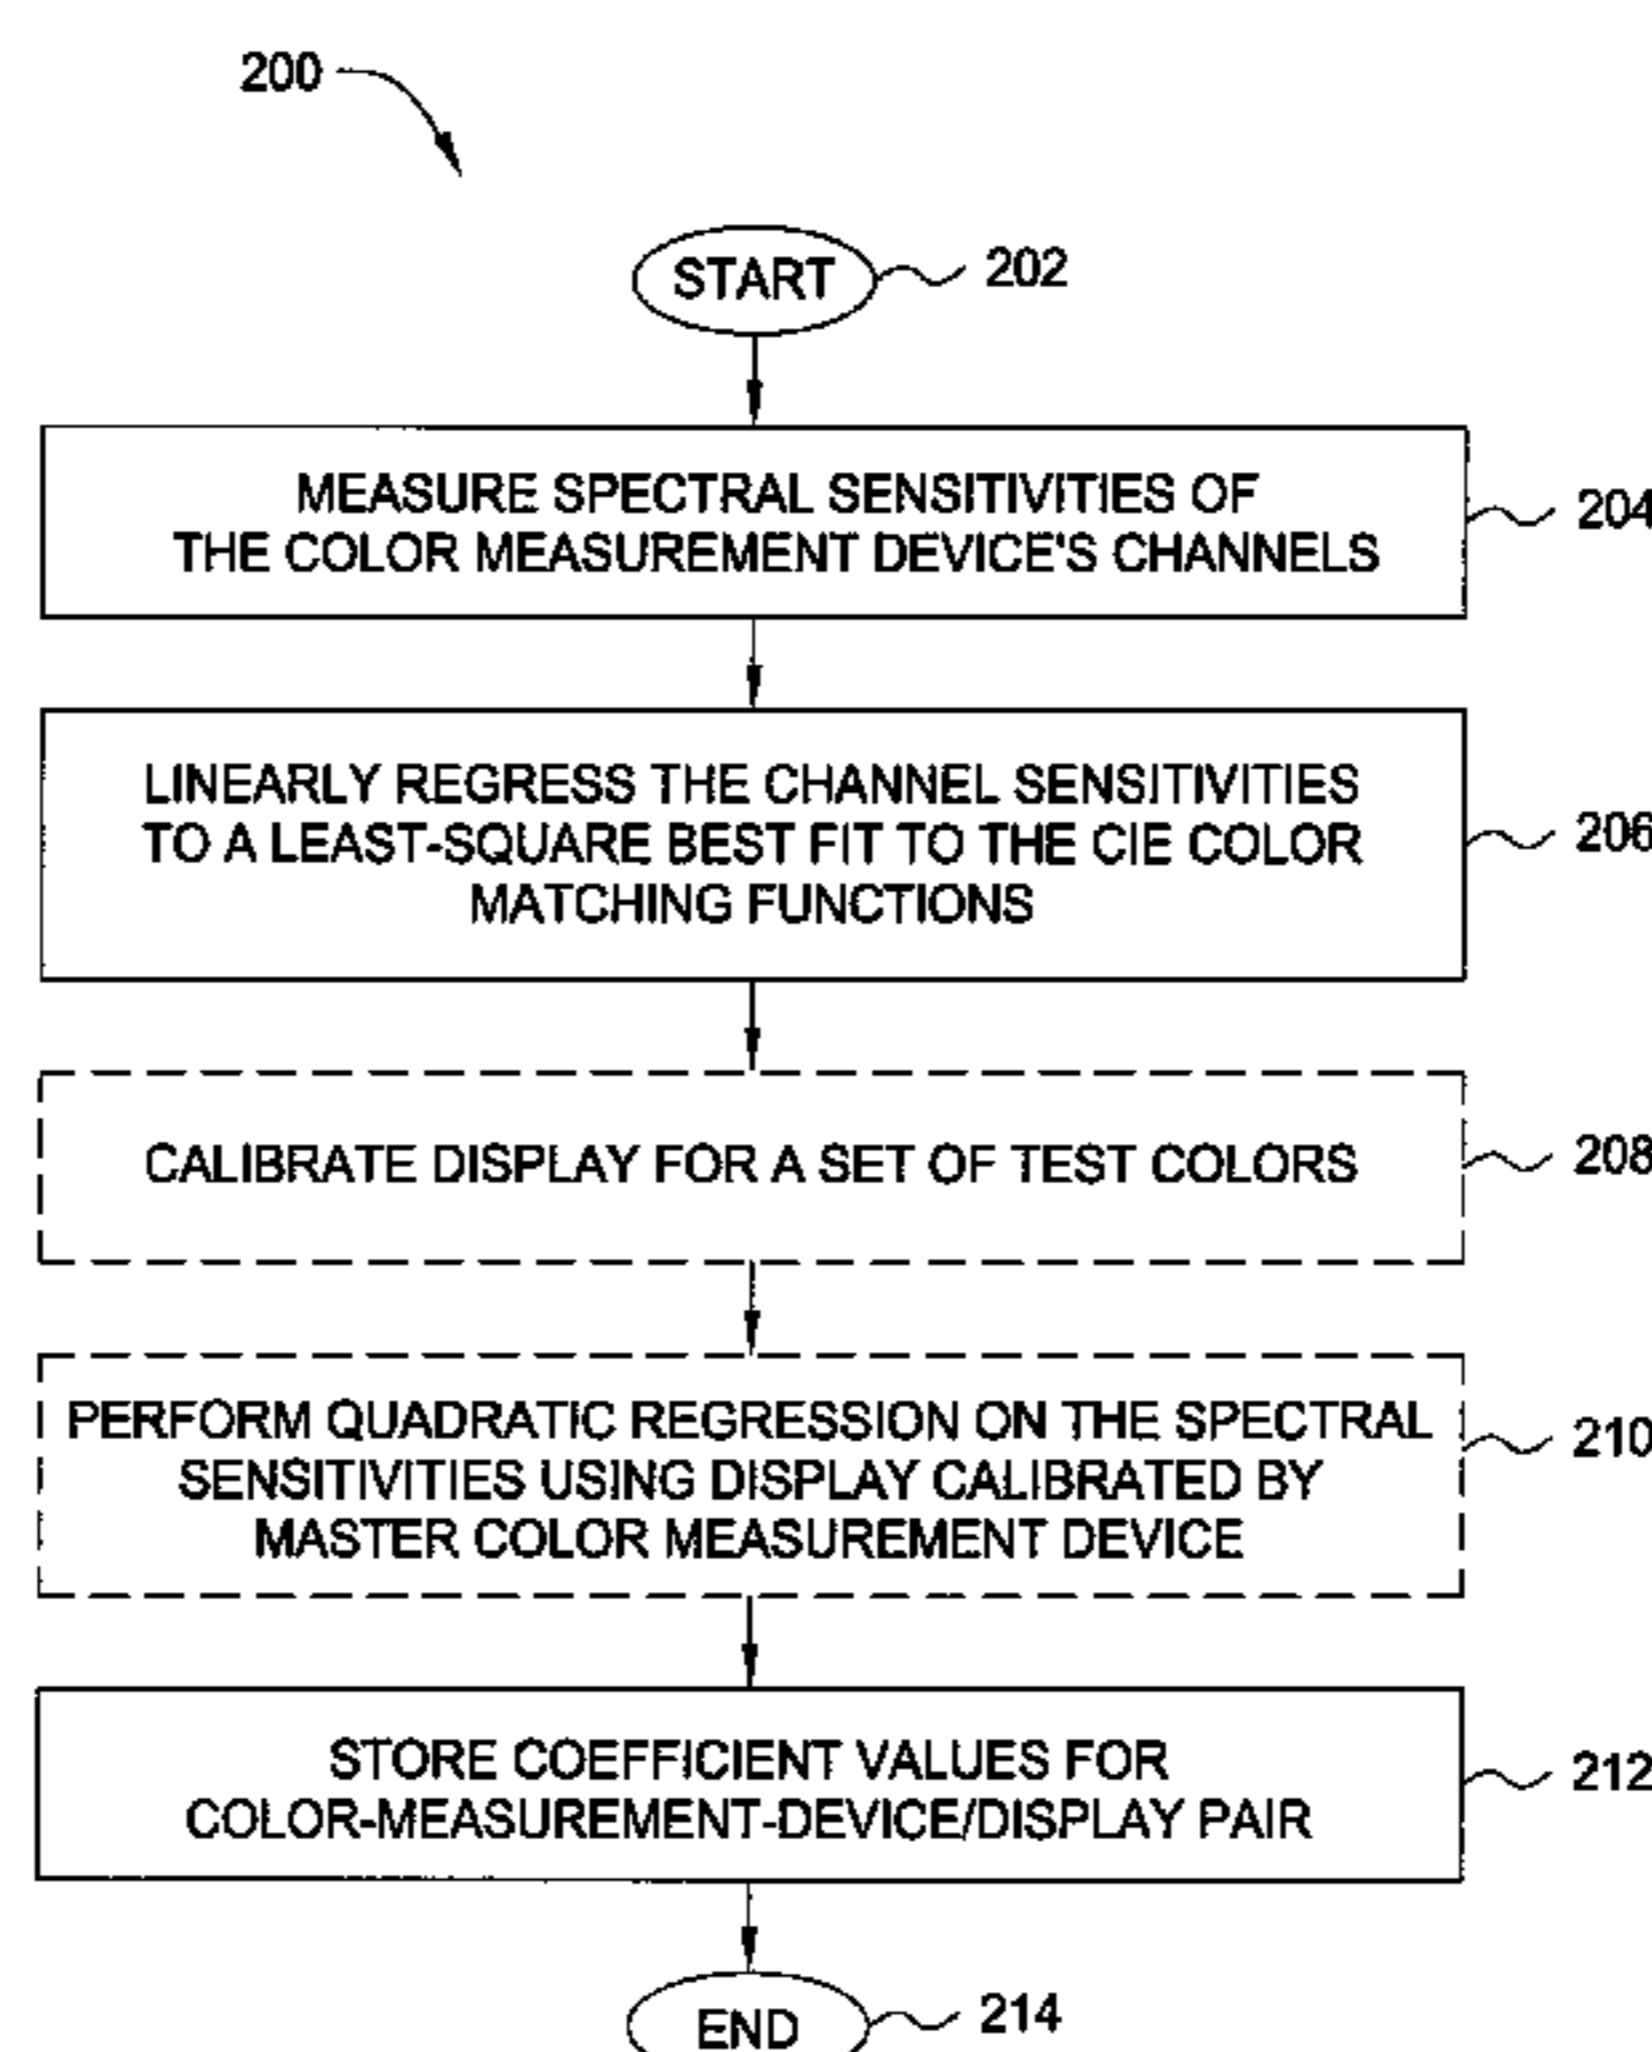 200
START
202
MEASURE SPECTRAL SENSITIVITIES OF
THE COLOR MEASUREMENT DEVICE'S CHANNELS
204
LINEARLY REGRESS THE CHANNEL SENSITIVITIES
TO A LEAST-SQUARE BEST FIT TO THE CIE COLOR
MATCHING FUNCTIONS
206
CALIBRATE DISPLAY FOR A SET OF TEST COLORS
208
PERFORM QUADRATIC REGRESSION ON THE SPECTRAL
SENSITIVITIES USING DISPLAY CALIBRATED BY
MASTER COLOR MEASUREMENT DEVICE
210
STORE COEFFICIENT VALUES FOR
COLOR-MEASUREMENT-DEVICE/DISPLAY PAIR
212
END
214